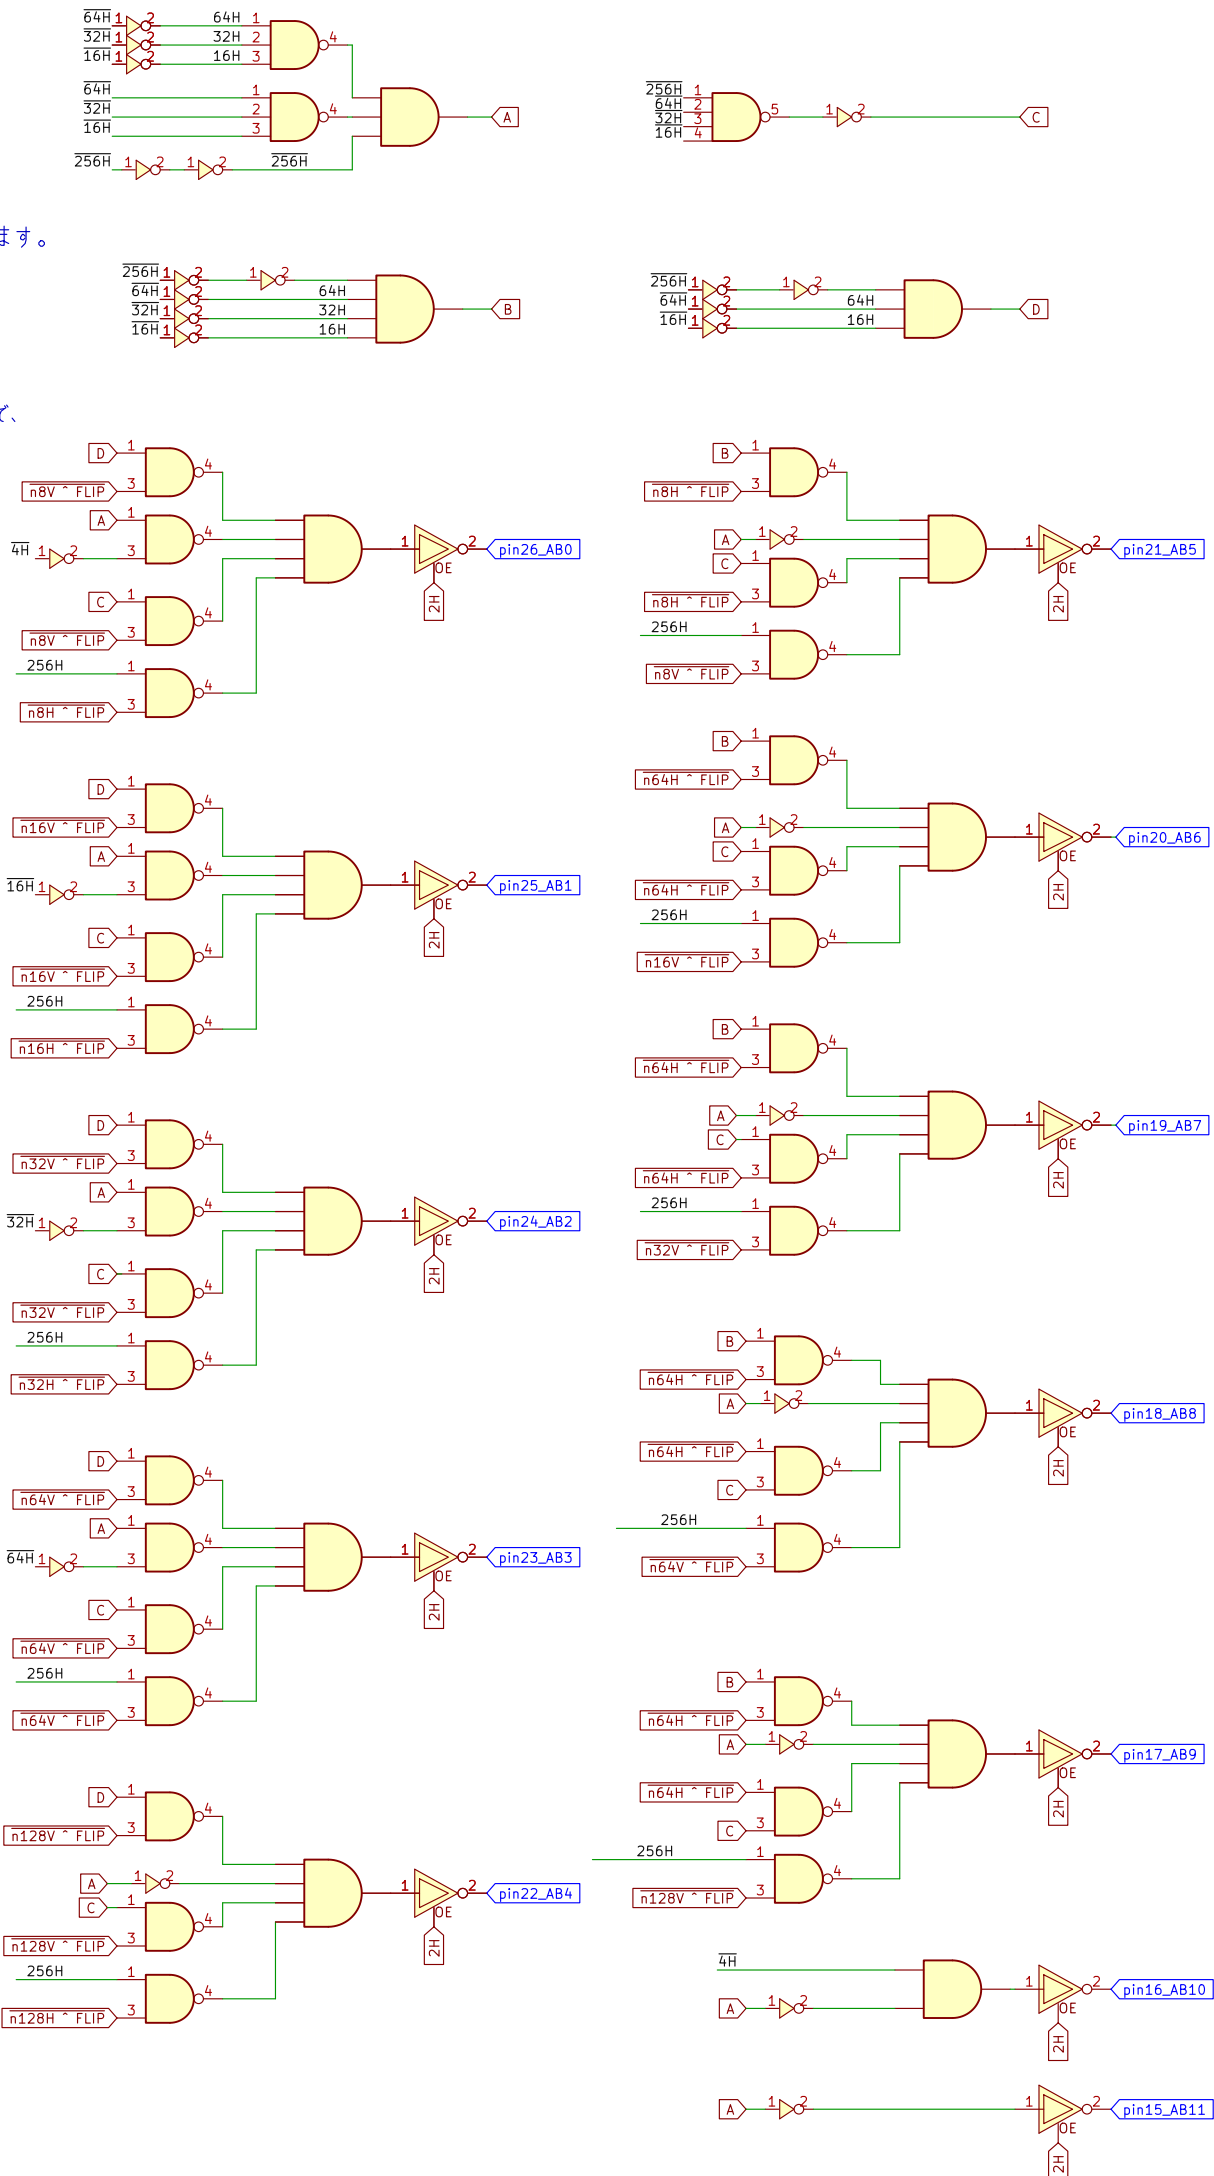 64H 1 2 64H 1
32H 1 2 32H 2 4
16H 1 2 16H 3
64H 1
32H 2 4 A
16H 3
256H 1 2 1 2 256H
256H 1
64H 2 5 1 2 C
32H 3
16H 4
ます。
256H 1 2 1 2
64H 1 2 64H
32H 1 2 32H B
16H 1 2 16H
256H 1 2 1 2
64H 1 2 64H D
16H 1 2 16H
で、
D 1 4
n8V ^ FLIP 3
A 1 4
4H 1 2 3
1 2 pin26_AB0
OE
2H
C 1 4
n8V ^ FLIP 3
256H 1 4
n8H ^ FLIP 3
D 1 4
n16V ^ FLIP 3
A 1 4
16H 1 2 3
1 2 pin25_AB1
OE
2H
C 1 4
n16V ^ FLIP 3
256H 1 4
n16H ^ FLIP 3
D 1 4
n32V ^ FLIP 3
A 1 4
32H 1 2 3
1 2 pin24_AB2
OE
2H
C 1 4
n32V ^ FLIP 3
256H 1 4
n32H ^ FLIP 3
D 1 4
n64V ^ FLIP 3
A 1 4
64H 1 2 3
1 2 pin23_AB3
OE
2H
C 1 4
n64V ^ FLIP 3
256H 1 4
n64V ^ FLIP 3
D 1 4
n128V ^ FLIP 3
A 1 2
1 2 pin22_AB4
OE
2H
C 1 4
n128V ^ FLIP 3
256H 1 4
n128H ^ FLIP 3
B 1 4
n8H ^ FLIP 3
A 1 2
1 2 pin21_AB5
OE
2H
C 1 4
n8H ^ FLIP 3
256H 1 4
n8V ^ FLIP 3
B 1 4
n64H ^ FLIP 3
A 1 2
1 2 pin20_AB6
OE
2H
C 1 4
n64H ^ FLIP 3
256H 1 4
n16V ^ FLIP 3
B 1 4
n64H ^ FLIP 3
A 1 2
1 2 pin19_AB7
OE
2H
C 1 4
n64H ^ FLIP 3
256H 1 4
n32V ^ FLIP 3
B 1 4
n64H ^ FLIP 3
A 1 2
1 2 pin18_AB8
OE
2H
n64H ^ FLIP 1 4
C 3
256H 1 4
n64V ^ FLIP 3
B 1 4
n64H ^ FLIP 3
A 1 2
1 2 pin17_AB9
OE
2H
n64H ^ FLIP 1 4
C 3
256H 1 4
n128V ^ FLIP 3
4H
1 2 pin16_AB10
A 1 2
OE
2H
A 1 2 1 2 pin15_AB11
OE
2H